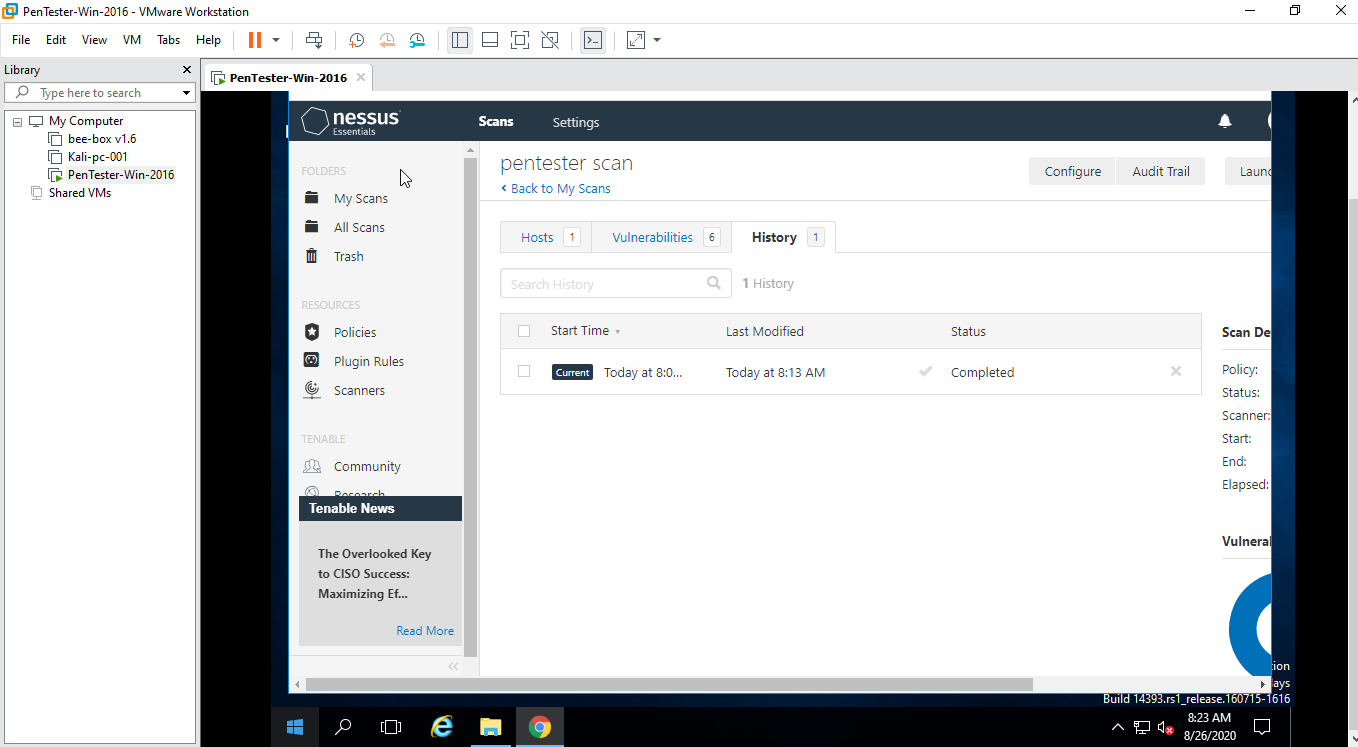 PenTester-Win-2016 - VMware Workstation
File Edit View VM Tabs Help
Library
Type here to search
My Computer
bee-box v1.6
Kali-pc-001
PenTester-Win-2016
Shared VMs
PenTester-Win-2016
nessus
Essentials
Scans Settings
FOLDERS
My Scans
All Scans
Trash
RESOURCES
Policies
Plugin Rules
Scanners
TENABLE
Community
Research
Tenable News
The Overlooked Key
to CISO Success:
Maximizing Ef...
Read More
pentester scan
Back to My Scans
Configure Audit Trail Launc
Hosts 1 Vulnerabilities 6 History 1
Search History 1 History
Start Time Last Modified Status
Current Today at 8:0... Today at 8:13 AM Completed
Scan De
Policy:
Status:
Scanner:
Start:
End:
Elapsed:
Vulneral
tion
ays
Build 14393.rs1_release.160715-1616
8:23 AM
8/26/2020